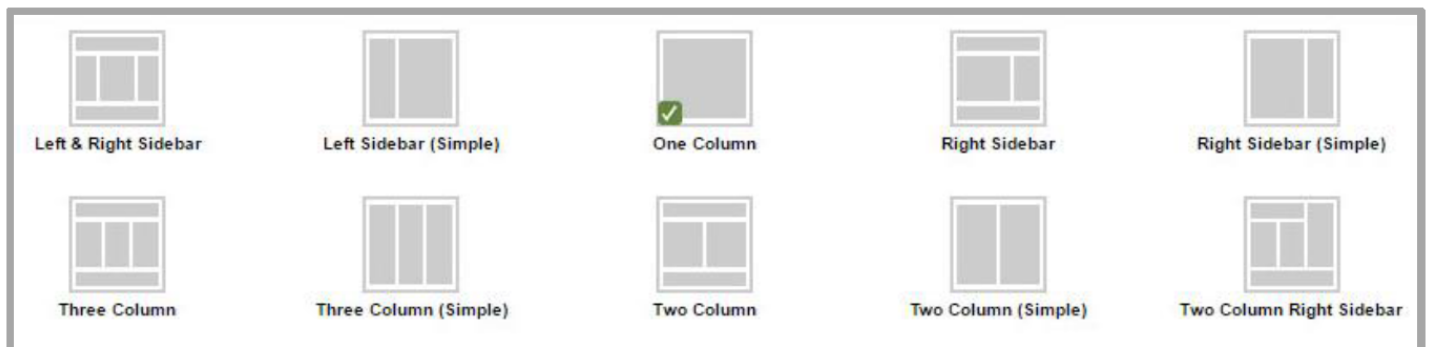 Left & Right Sidebar
Left Sidebar (Simple)
One Column
Right Sidebar
Right Sidebar (Simple)
Three Column
Three Column (Simple)
Two Column
Two Column (Simple)
Two Column Right Sidebar